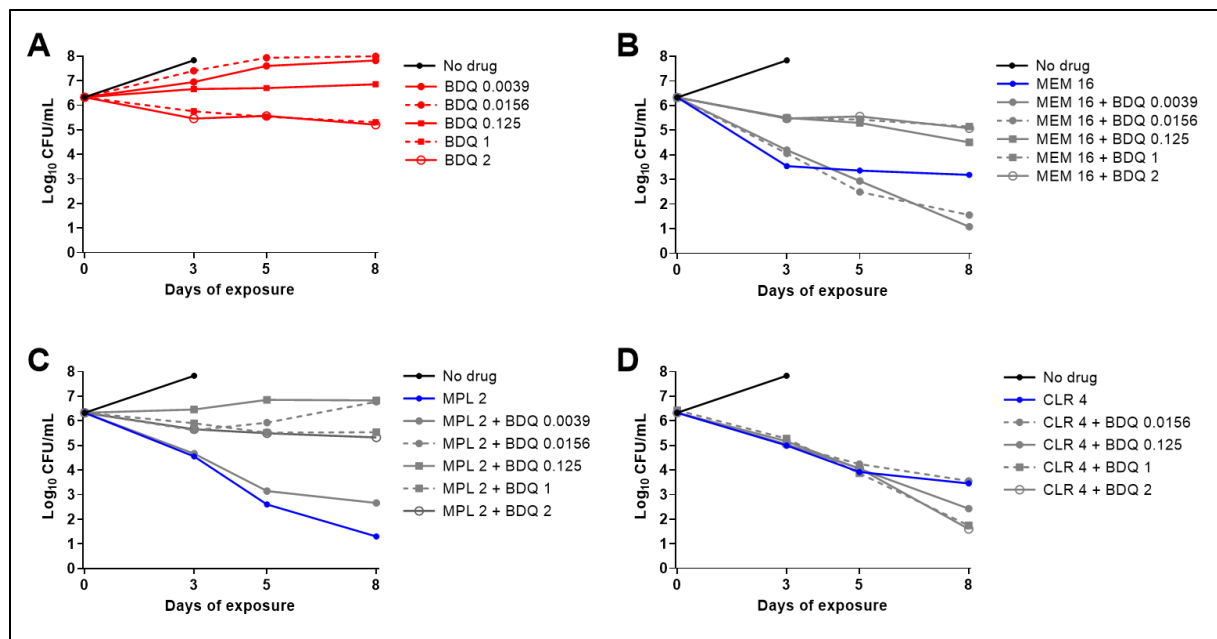 A
8
7
6
5
4
3
2
1
0
Log10 CFU/mL
0 3 5 8
Days of exposure
No drug
BDQ 0.0039
BDQ 0.0156
BDQ 0.125
BDQ 1
BDQ 2
B
8
7
6
5
4
3
2
1
0
Log10 CFU/mL
0 3 5 8
Days of exposure
No drug
MEM 16
MEM 16 + BDQ 0.0039
MEM 16 + BDQ 0.0156
MEM 16 + BDQ 0.125
MEM 16 + BDQ 1
MEM 16 + BDQ 2
C
8
7
6
5
4
3
2
1
0
Log10 CFU/mL
0 3 5 8
Days of exposure
No drug
MPL 2
MPL 2 + BDQ 0.0039
MPL 2 + BDQ 0.0156
MPL 2 + BDQ 0.125
MPL 2 + BDQ 1
MPL 2 + BDQ 2
D
8
7
6
5
4
3
2
1
0
Log10 CFU/mL
0 3 5 8
Days of exposure
No drug
CLR 4
CLR 4 + BDQ 0.0156
CLR 4 + BDQ 0.125
CLR 4 + BDQ 1
CLR 4 + BDQ 2